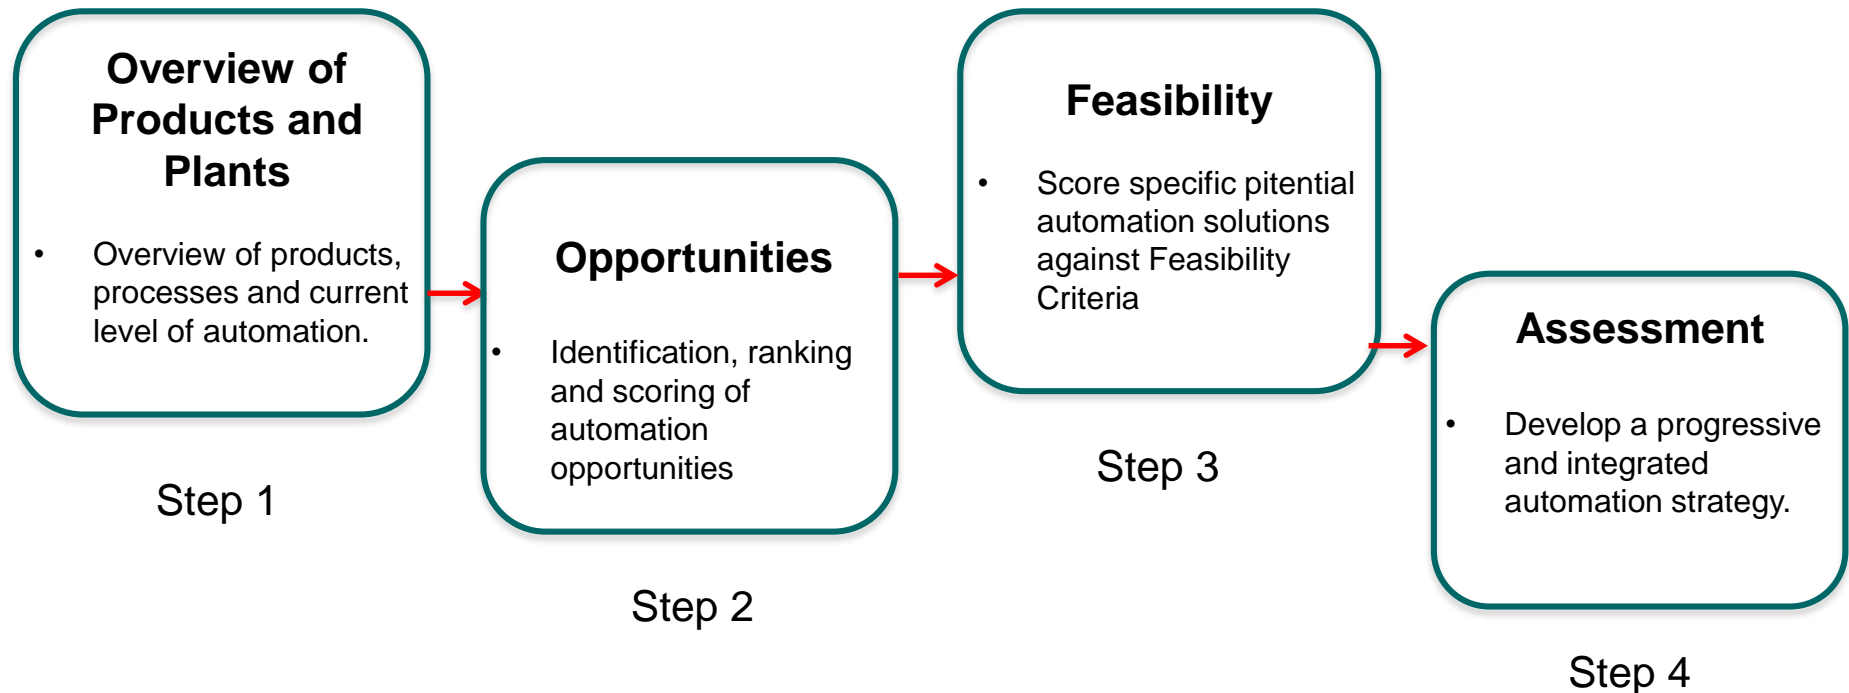 Overview of
Products and
Plants
• Overview of products,
processes and current
level of automation.
Step 1
Opportunities
• Identification, ranking
and scoring of
automation
opportunities
Step 2
Feasibility
• Score specific pitential
automation solutions
against Feasibility
Criteria
Step 3
Assessment
• Develop a progressive
and integrated
automation strategy.
Step 4